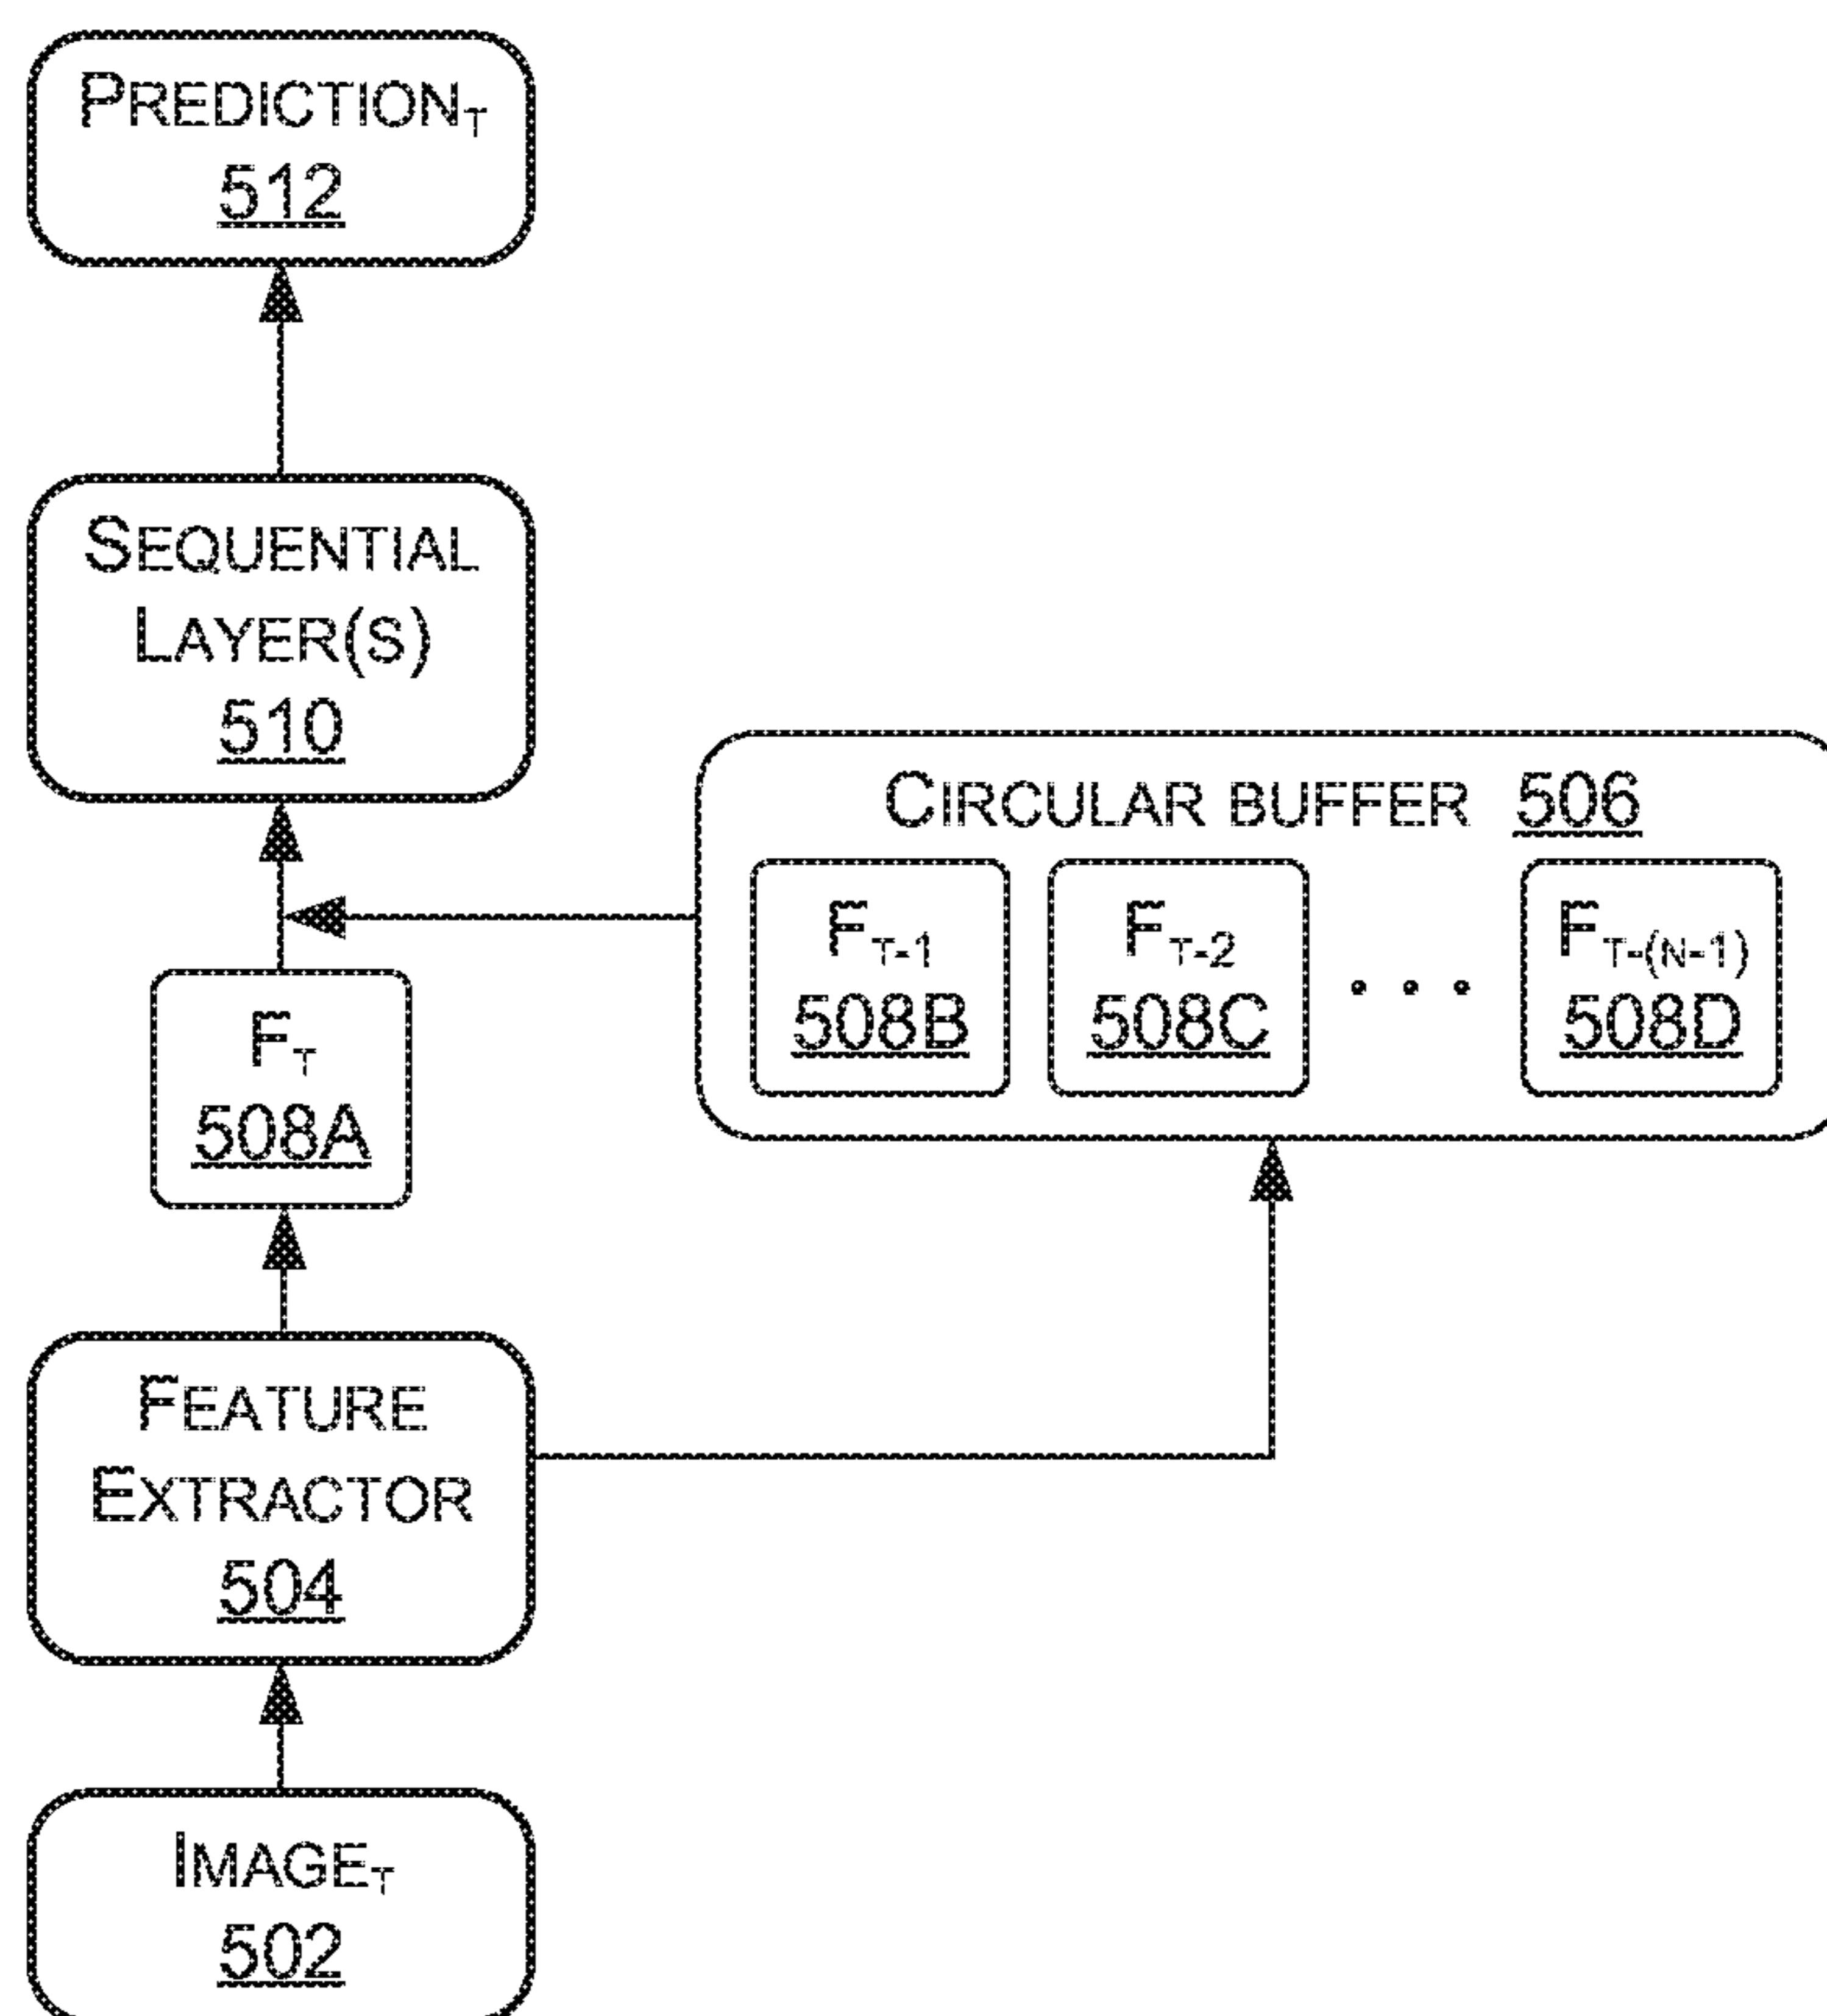 PREDICTIONT
512
SEQUENTIAL
LAYER(S)
510
CIRCULAR BUFFER 506
FT-1
508B
FT-2
508C
• • •
FT-(N-1)
508D
FT
508A
FEATURE
EXTRACTOR
504
IMAGET
502